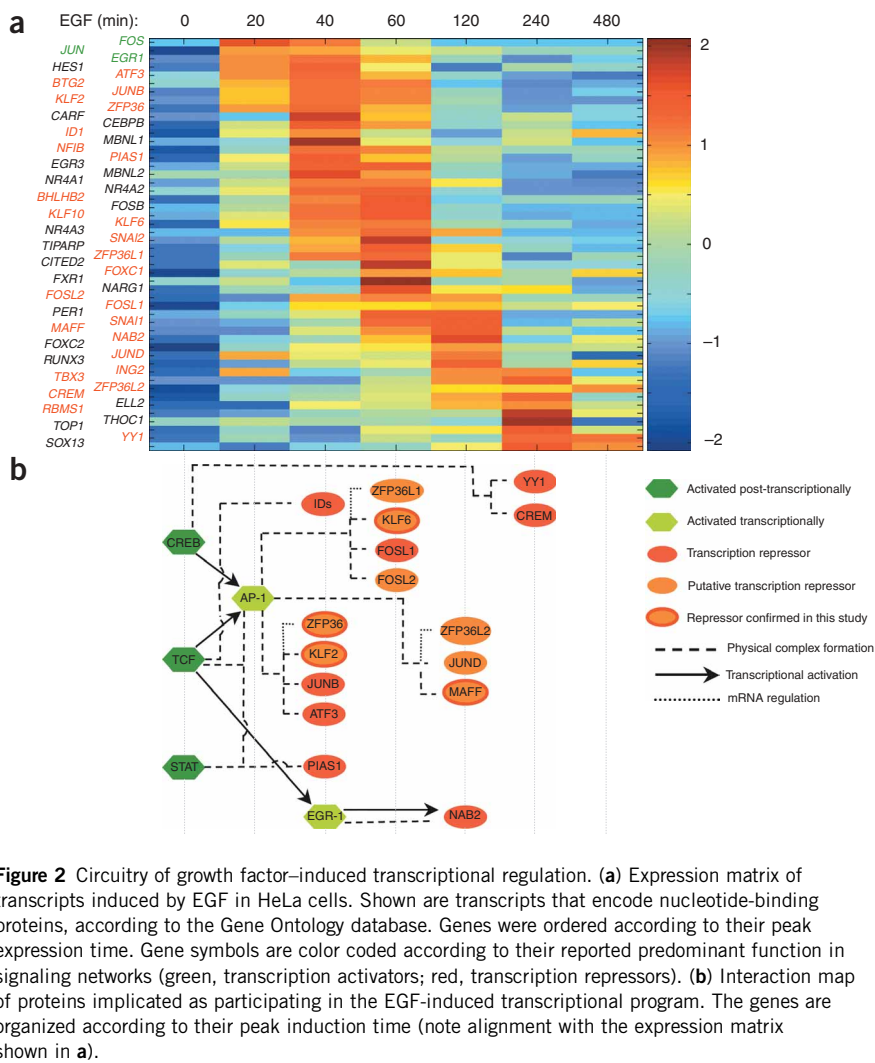 a
EGF (min): 0 20 40 60 120 240 480
FOS
JUN
EGR1
HES1
ATF3
BTG2
JUNB
KLF2
ZFP36
CARF
CEBPB
ID1
MBNL1
NFIB
PIAS1
EGR3
MBNL2
NR4A1
NR4A2
BHLHB2
FOSB
KLF10
KLF6
NR4A3
SNAI2
TIPARP
ZFP36L1
CITED2
FOXC1
FXR1
NARG1
FOSL2
FOSL1
PER1
SNAI1
MAFF
NAB2
FOXC2
JUND
RUNX3
ING2
TBX3
ZFP36L2
CREM
ELL2
RBMS1
THOC1
TOP1
YY1
SOX13
2
1
0
−1
−2
b
CREB
TCF
STAT
AP-1
IDs
ZFP36
KLF2
JUNB
ATF3
PIAS1
EGR-1
ZFP36L1
KLF6
FOSL1
FOSL2
ZFP36L2
JUND
MAFF
NAB2
YY1
CREM
Activated post-transcriptionally
Activated transcriptionally
Transcription repressor
Putative transcription repressor
Repressor confirmed in this study
Physical complex formation
Transcriptional activation
mRNA regulation
Figure 2 Circuitry of growth factor–induced transcriptional regulation. (a) Expression matrix of
transcripts induced by EGF in HeLa cells. Shown are transcripts that encode nucleotide-binding
proteins, according to the Gene Ontology database. Genes were ordered according to their peak
expression time. Gene symbols are color coded according to their reported predominant function in
signaling networks (green, transcription activators; red, transcription repressors). (b) Interaction map
of proteins implicated as participating in the EGF-induced transcriptional program. The genes are
organized according to their peak induction time (note alignment with the expression matrix
shown in a).